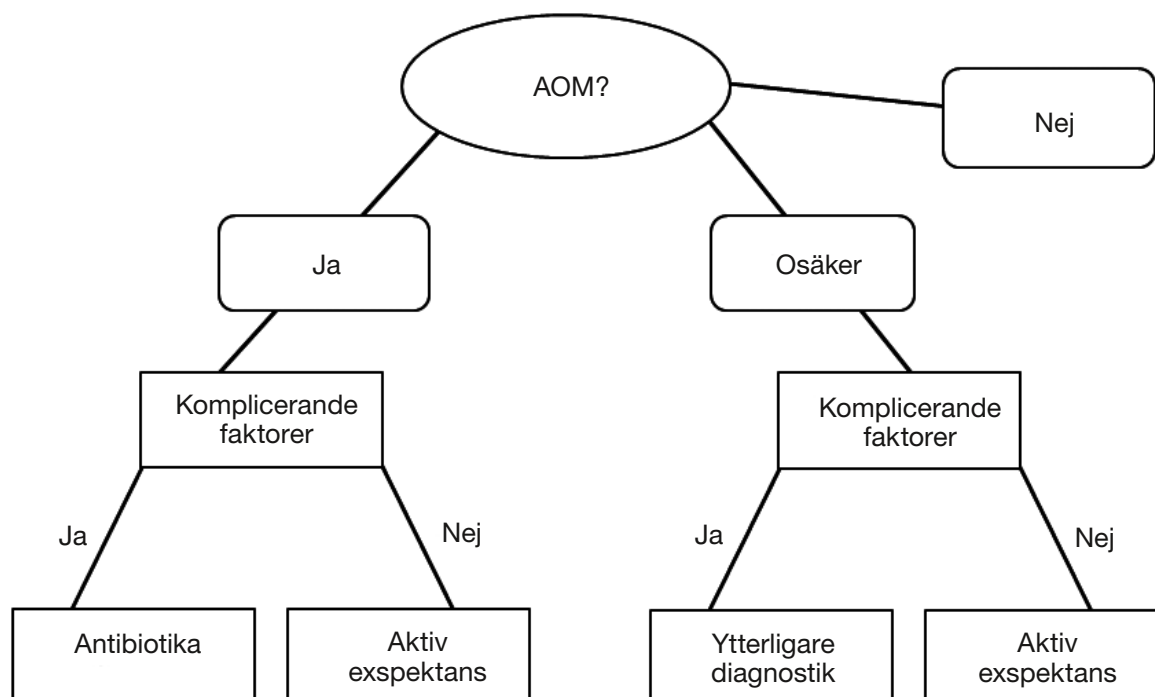 AOM?
Nej
Ja
Osäker
Komplicerande
faktorer
Komplicerande
faktorer
Ja
Nej
Ja
Nej
Antibiotika
Aktiv
exspektans
Ytterligare
diagnostik
Aktiv
exspektans